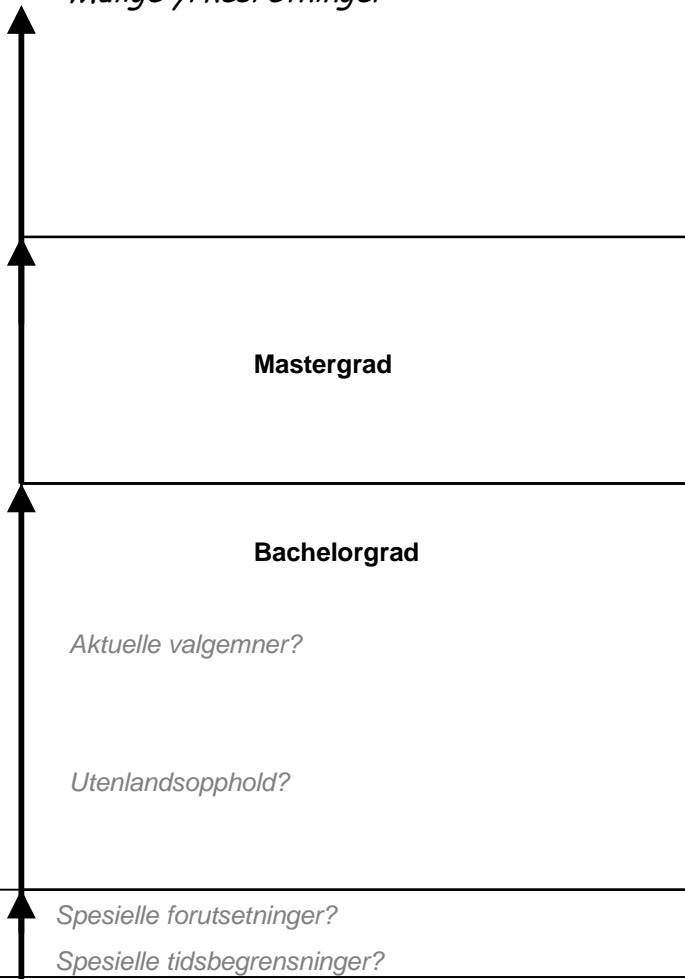 Mastergrad
Bachelorgrad
Aktuelle valgemner?
Utenlandsopphold?
Spesielle forutsetninger?
Spesielle tidsbegrensninger?